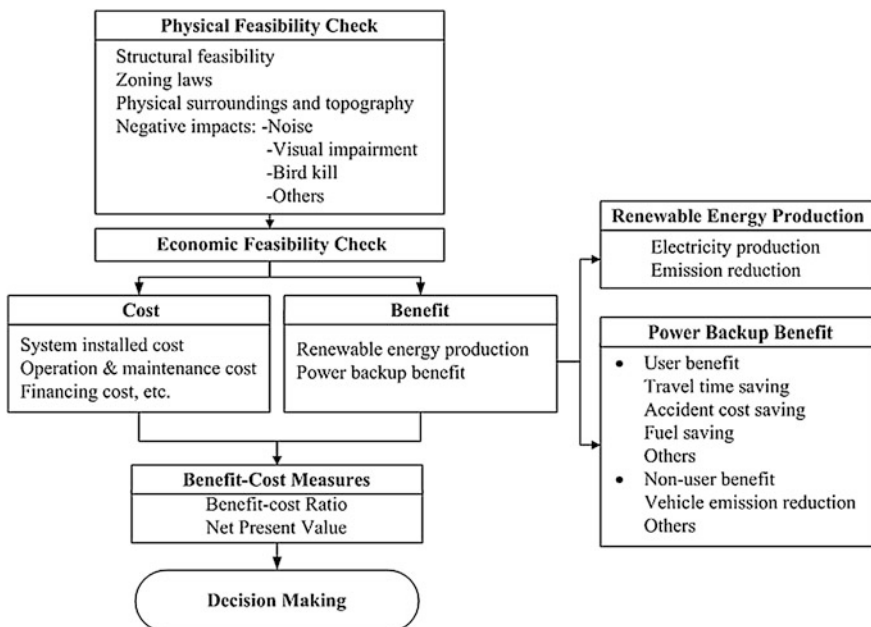 Physical Feasibility Check
Structural feasibility
Zoning laws
Physical surroundings and topography
Negative impacts: -Noise
-Visual impairment
-Bird kill
-Others
Economic Feasibility Check
Cost
System installed cost
Operation & maintenance cost
Financing cost, etc.
Benefit
Renewable energy production
Power backup benefit
Renewable Energy Production
Electricity production
Emission reduction
Power Backup Benefit
• User benefit
Travel time saving
Accident cost saving
Fuel saving
Others
• Non-user benefit
Vehicle emission reduction
Others
Benefit-Cost Measures
Benefit-cost Ratio
Net Present Value
Decision Making